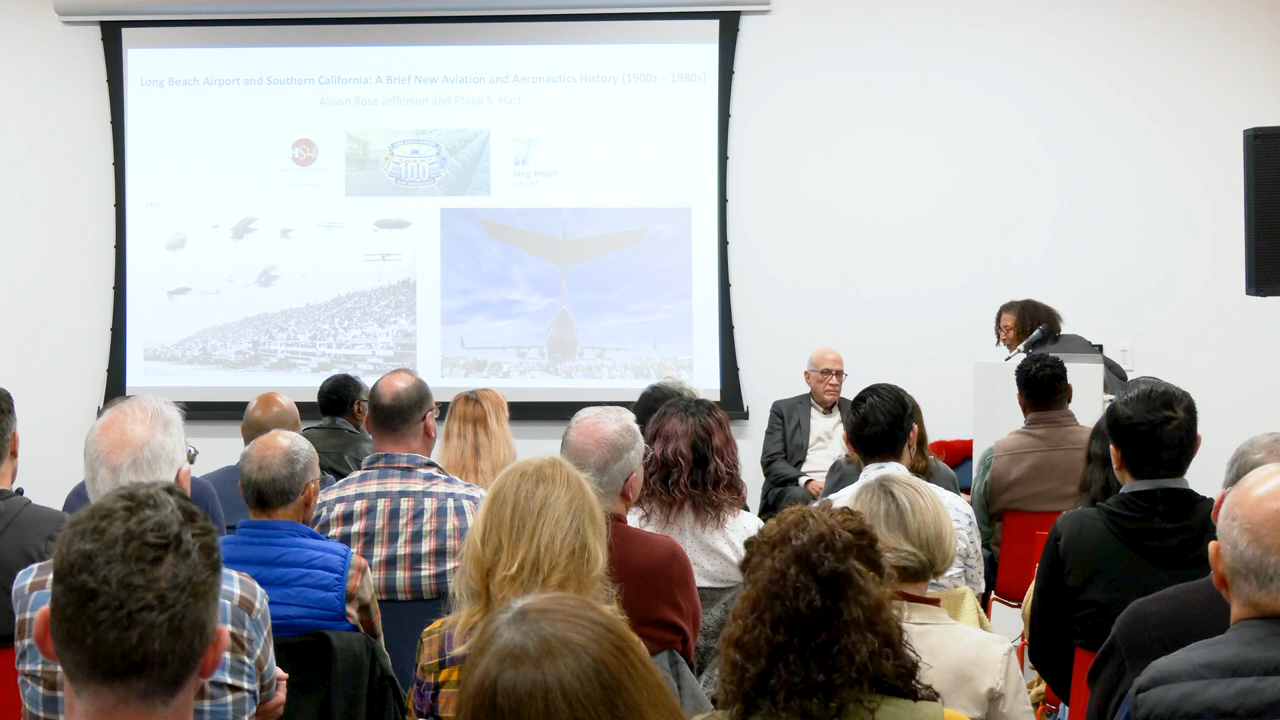 Long Beach Airport and Southern California: A Brief New Aviation and Aeronautics History (1900s – 1980s)
Alison Rose Jefferson and Philip S. Hart
100
long beach